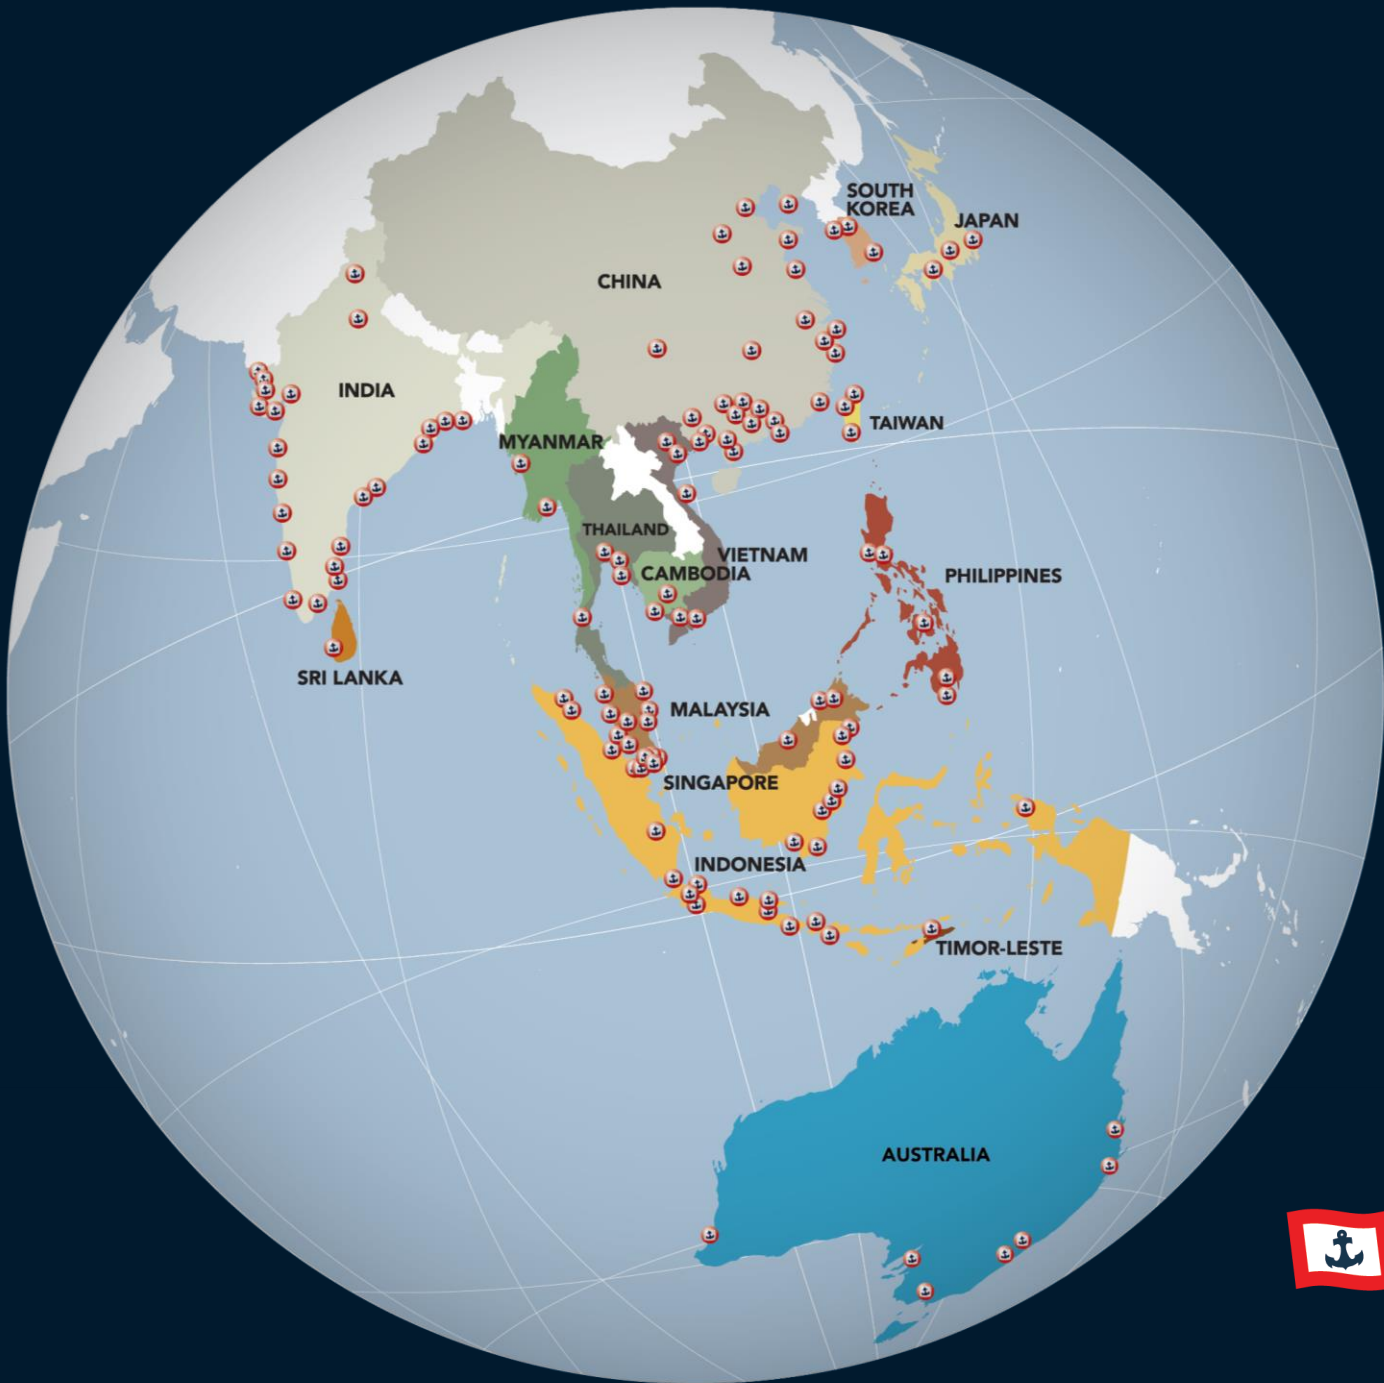 SOUTH
KOREA
JAPAN
CHINA
INDIA
TAIWAN
MYANMAR
THAILAND
VIETNAM
CAMBODIA
PHILIPPINES
SRI LANKA
MALAYSIA
SINGAPORE
INDONESIA
TIMOR-LESTE
AUSTRALIA